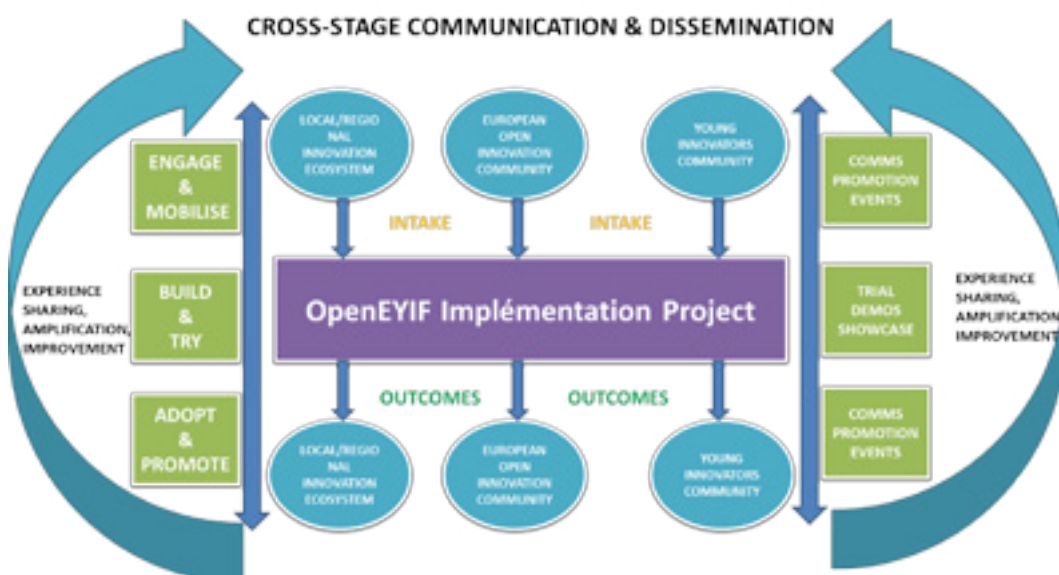 CROSS-STAGE COMMUNICATION & DISSEMINATION
ENGAGE
&
MOBILISE
LOCAL/REGIO
NAL
INNOVATION
ECOSYSTEM
EUROPEAN
OPEN
INNOVATION
COMMUNITY
YOUNG
INNOVATORS
COMMUNITY
COMMS
PROMOTION
EVENTS
INTAKE
INTAKE
EXPERIENCE
SHARING,
AMPLIFICATION,
IMPROVEMENT
BUILD
&
TRY
OpenEYIF Implémentation Project
TRIAL
DEMOS
SHOWCASE
EXPERIENCE
SHARING,
AMPLIFICATION,
IMPROVEMENT
OUTCOMES
OUTCOMES
ADOPT
&
PROMOTE
LOCAL/REGIO
NAL
INNOVATION
ECOSYSTEM
EUROPEAN
OPEN
INNOVATION
COMMUNITY
YOUNG
INNOVATORS
COMMUNITY
COMMS
PROMOTION
EVENTS